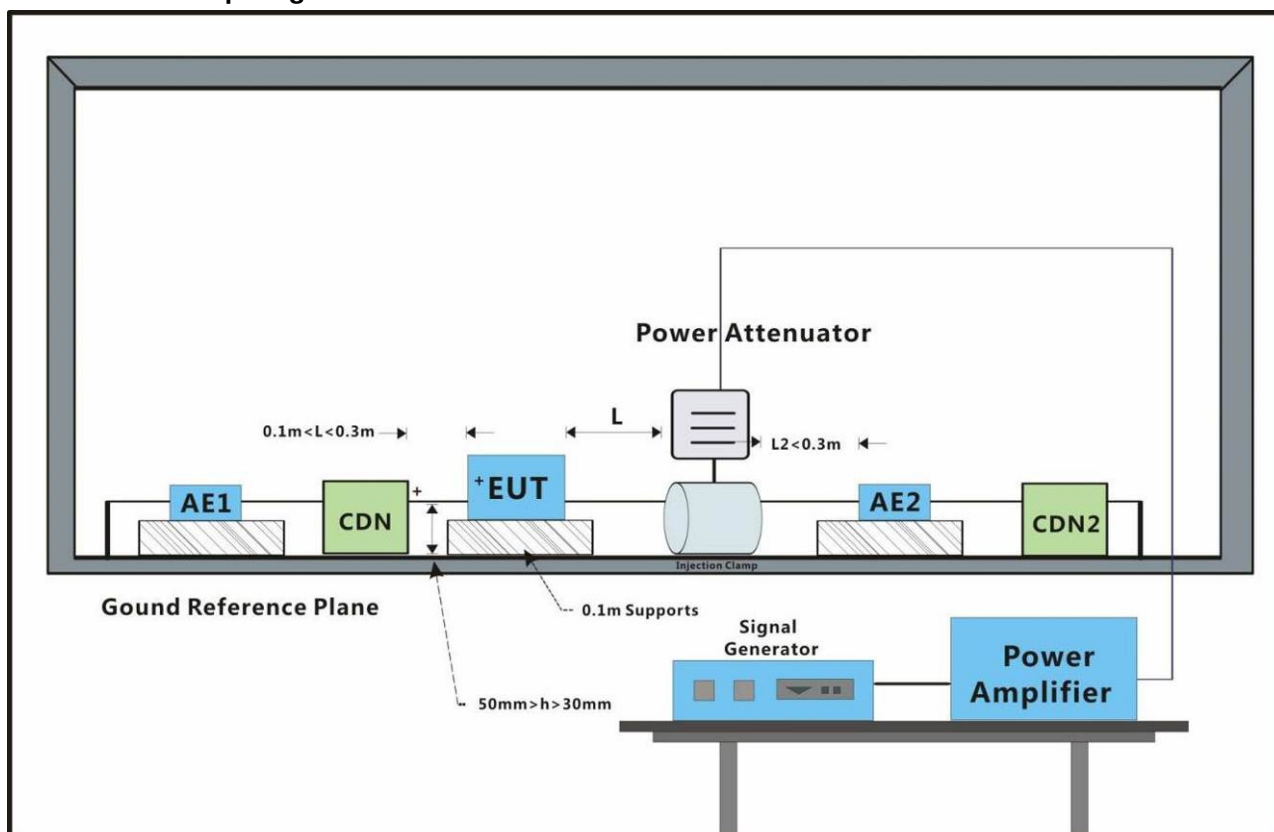 Power Attenuator
0.1m<L<0.3m
L
L2<0.3m
AE1
CDN
+
+EUT
AE2
CDN2
Injection Clamp
Gound Reference Plane
0.1m Supports
50mm>h>30mm
Signal
Generator
Power
Amplifier